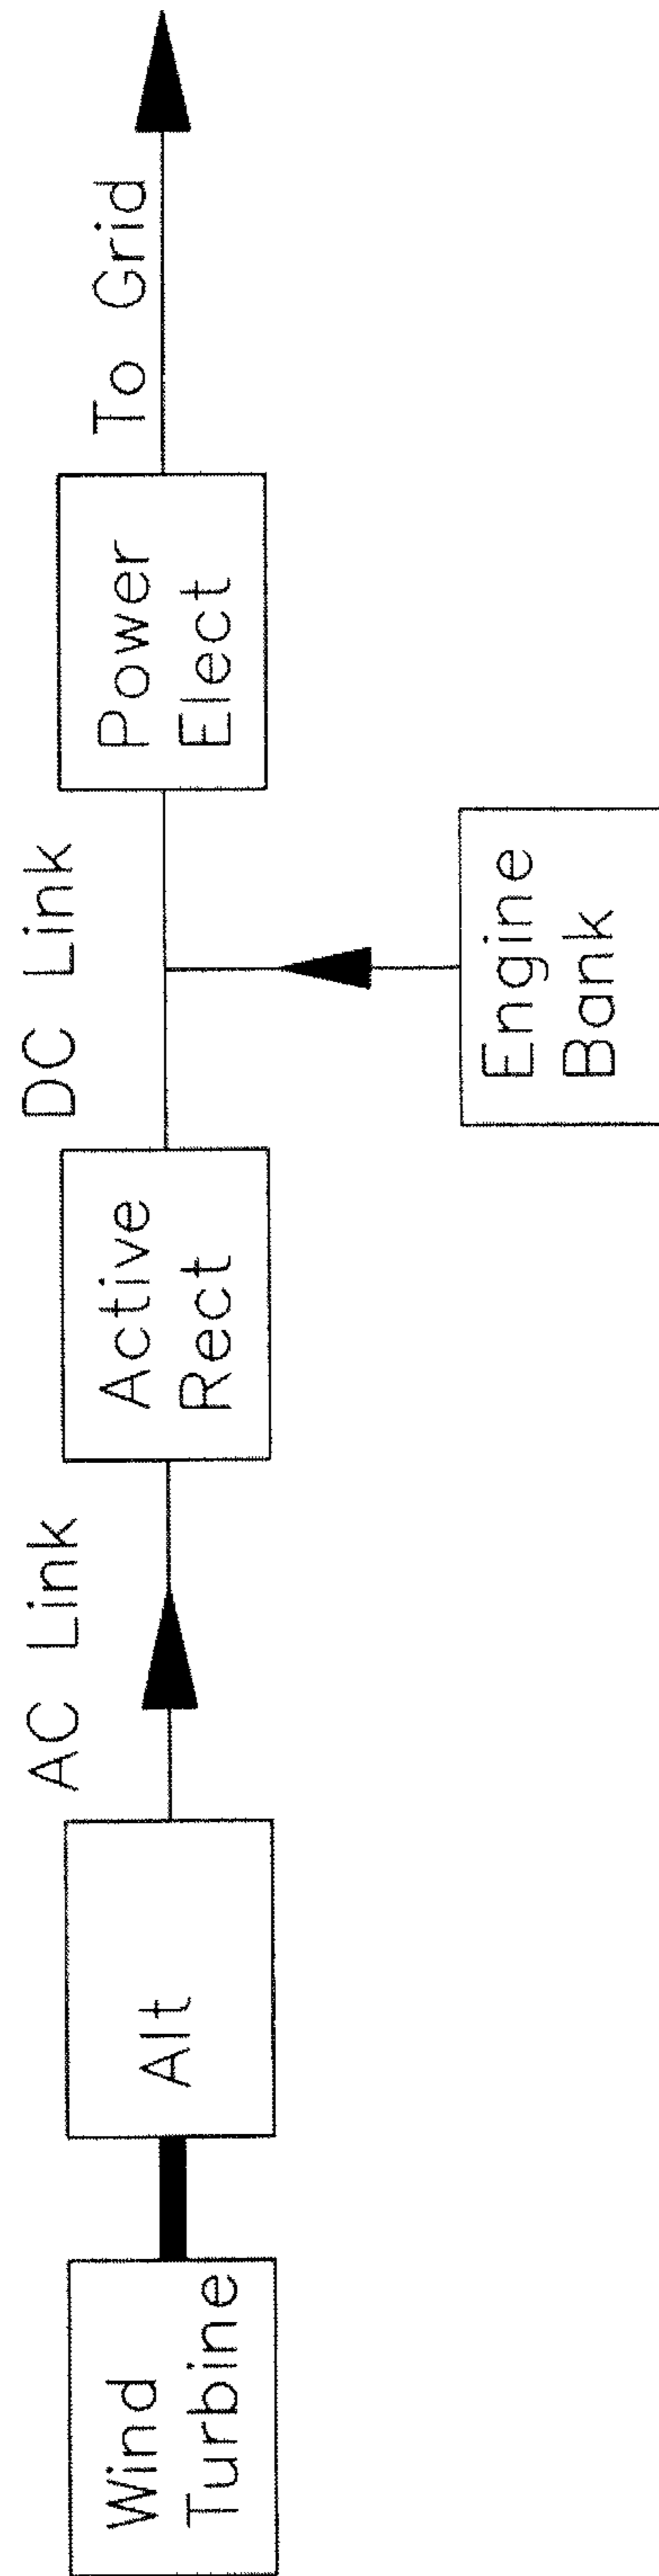 Wind
Turbine
Alt
AC Link
Active
Rect
DC Link
Engine
Bank
Power
Elect
To Grid